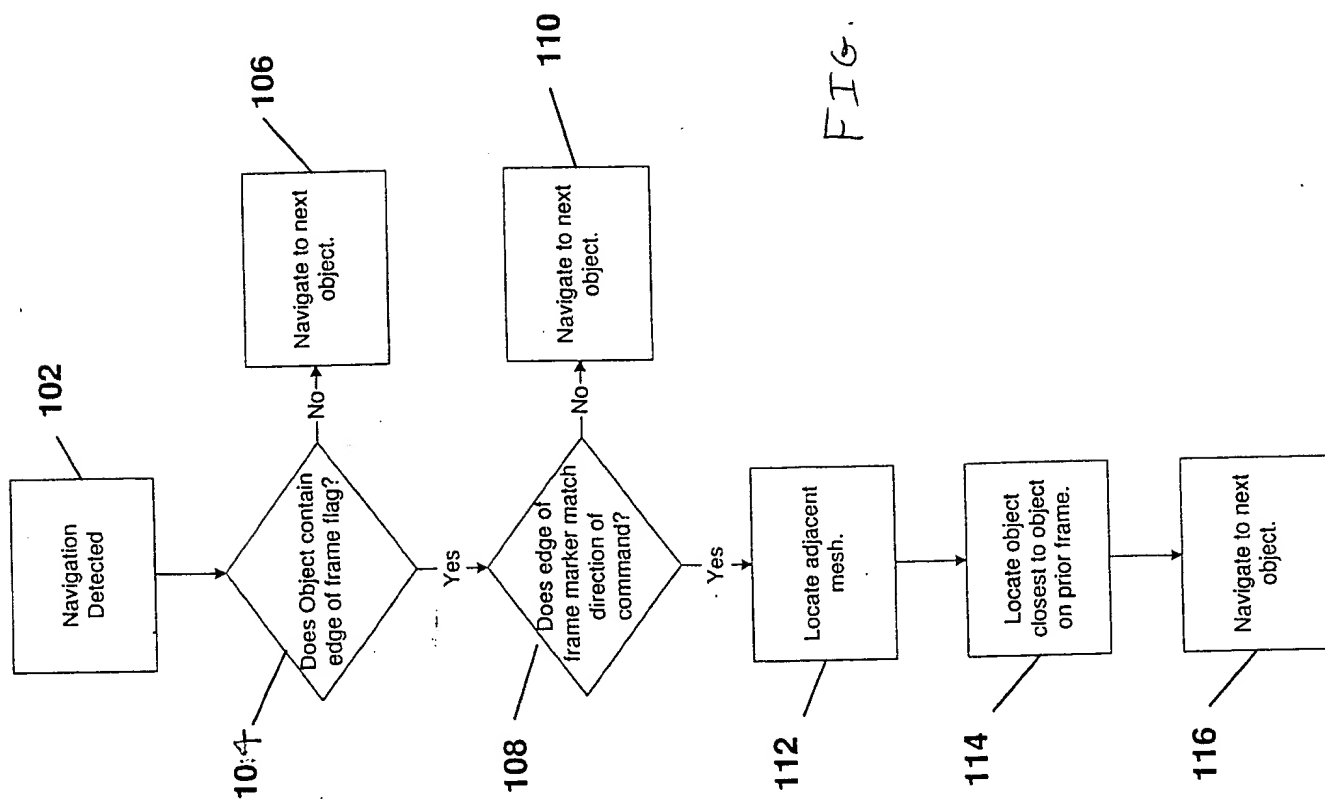 102
Navigation
Detected
104
Does Object contain
edge of frame flag?
No
106
Navigate to next
object.
Yes
108
Does edge of
frame marker match
direction of
command?
No
110
Navigate to next
object.
Yes
112
Locate adjacent
mesh.
114
Locate object
closest to object
on prior frame.
116
Navigate to next
object.
FIG.